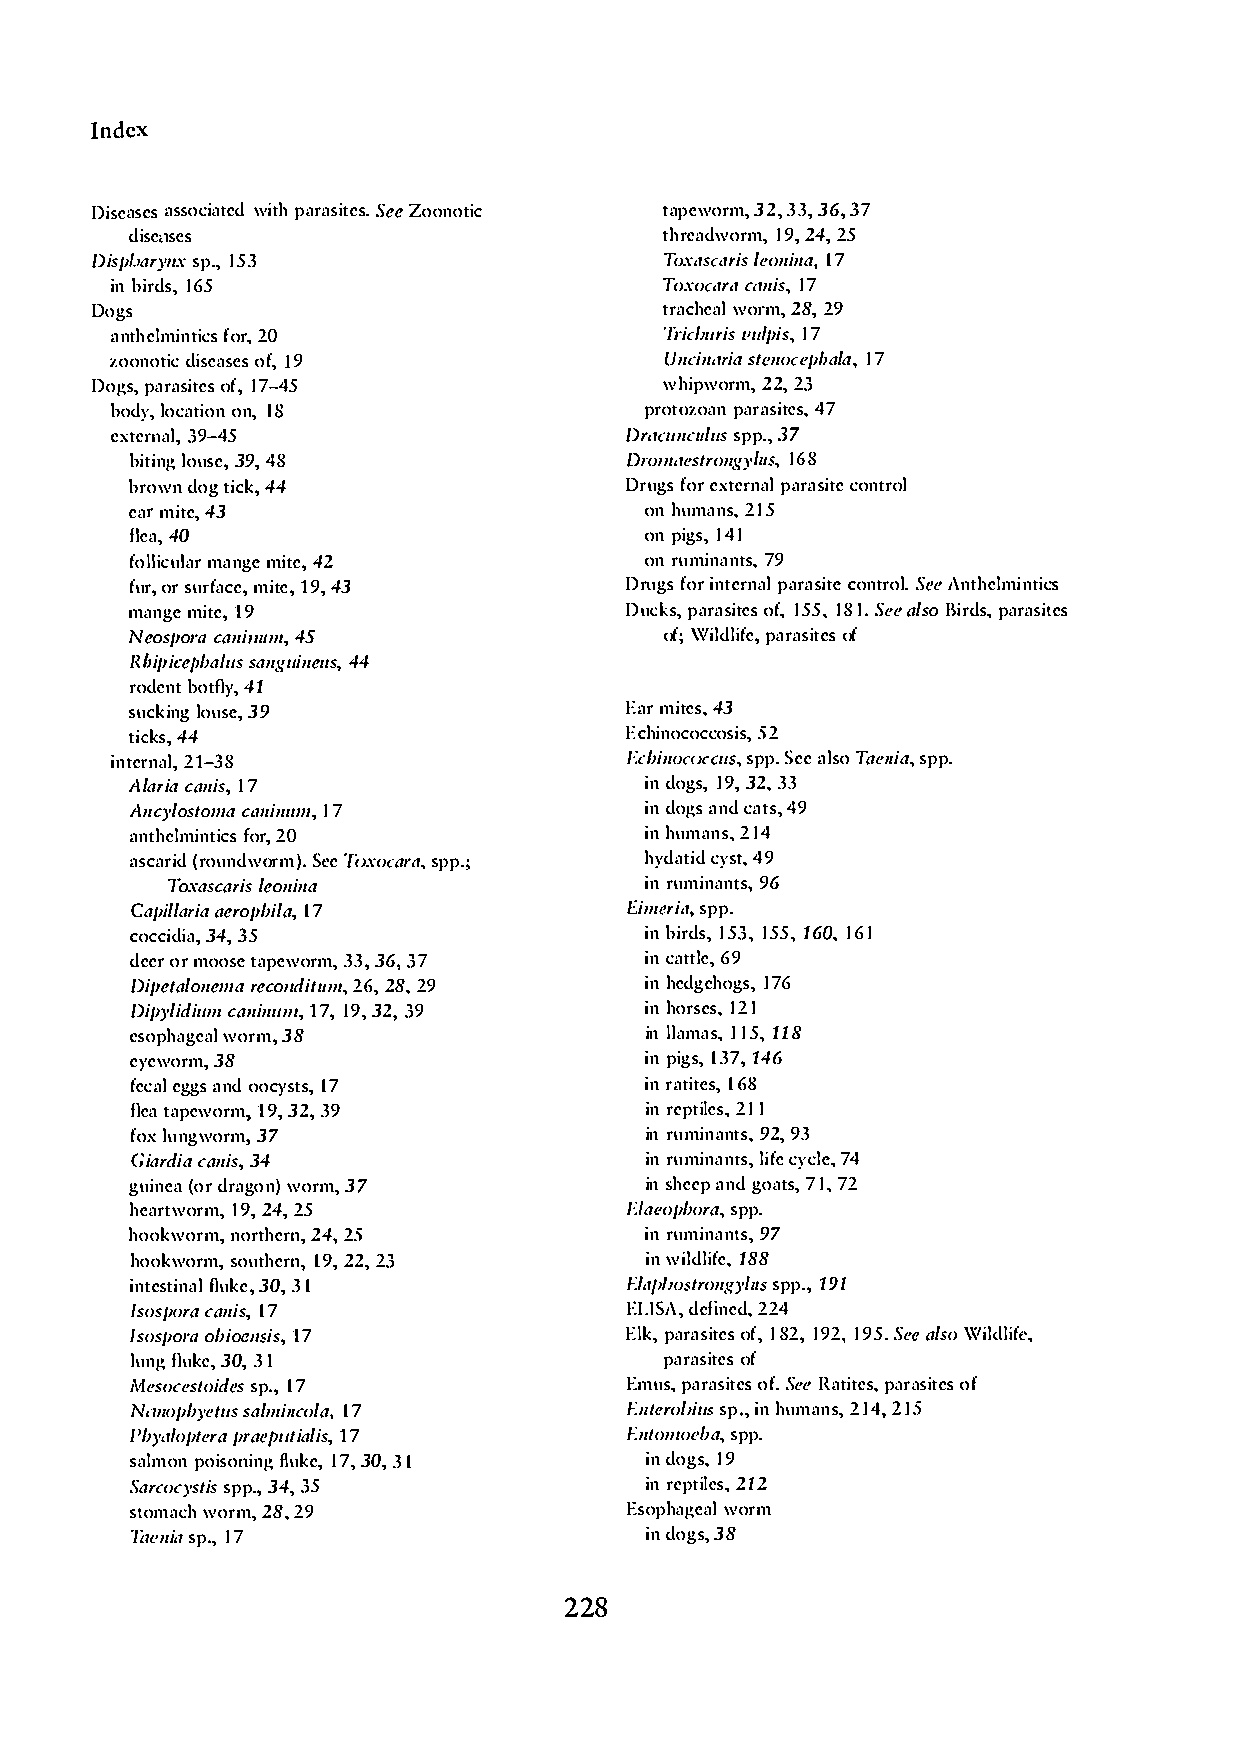 Index
Diseases associated with parasites. See Zoonotic
diseases
Dispharynx sp., 153
in birds, 165
Dogs
anthelmintics for, 20
zoonotic diseases of, 19
Dogs, parasites of, 17–45
body, location on, 18
external, 39–45
biting louse, 39, 48
brown dog tick, 44
ear mite, 43
flea, 40
follicular mange mite, 42
fur, or surface, mite, 19, 43
mange mite, 19
Neospora caninum, 45
Rhipicephalus sanguineus, 44
rodent botfly, 41
sucking louse, 39
ticks, 44
internal, 21–38
Alaria canis, 17
Ancylostoma caninum, 17
anthelmintics for, 20
ascarid (roundworm). See Toxocara, spp.;
Toxascaris leonina
Capillaria aerophila, 17
coccidia, 34, 35
deer or moose tapeworm, 33, 36, 37
Dipetalonema reconditum, 26, 28, 29
Dipylidium caninum, 17, 19, 32, 39
esophageal worm, 38
eyeworm, 38
fecal eggs and oocysts, 17
flea tapeworm, 19, 32, 39
fox lungworm, 37
Giardia canis, 34
guinea (or dragon) worm, 37
heartworm, 19, 24, 25
hookworm, northern, 24, 25
hookworm, southern, 19, 22, 23
intestinal fluke, 30, 31
Isospora canis, 17
Isospora ohioensis, 17
lung fluke, 30, 31
Mesocestoides sp., 17
Nanophyetus salmincola, 17
Phyaloptera praeputialis, 17
salmon poisoning fluke, 17, 30, 31
Sarcocystis spp., 34, 35
stomach worm, 28, 29
Taenia sp., 17
tapeworm, 32, 33, 36, 37
threadworm, 19, 24, 25
Toxascaris leonina, 17
Toxocara canis, 17
tracheal worm, 28, 29
Trichuris vulpis, 17
Uncinaria stenocephala, 17
whipworm, 22, 23
protozoan parasites, 47
Dracunculus spp., 37
Dromaestrongylus, 168
Drugs for external parasite control
on humans, 215
on pigs, 141
on ruminants, 79
Drugs for internal parasite control. See Anthelmintics
Ducks, parasites of, 155, 181. See also Birds, parasites
of; Wildlife, parasites of
Ear mites, 43
Echinococcosis, 52
Echinococcus, spp. See also Taenia, spp.
in dogs, 19, 32, 33
in dogs and cats, 49
in humans, 214
hydatid cyst, 49
in ruminants, 96
Eimeria, spp.
in birds, 153, 155, 160, 161
in cattle, 69
in hedgehogs, 176
in horses, 121
in llamas, 115, 118
in pigs, 137, 146
in ratites, 168
in reptiles, 211
in ruminants, 92, 93
in ruminants, life cycle, 74
in sheep and goats, 71, 72
Elaeophora, spp.
in ruminants, 97
in wildlife, 188
Elaphostrongylus spp., 191
ELISA, defined, 224
Elk, parasites of, 182, 192, 195. See also Wildlife,
parasites of
Emus, parasites of. See Ratites, parasites of
Enterobius sp., in humans, 214, 215
Entomoeba, spp.
in dogs, 19
in reptiles, 212
Esophageal worm
in dogs, 38
228